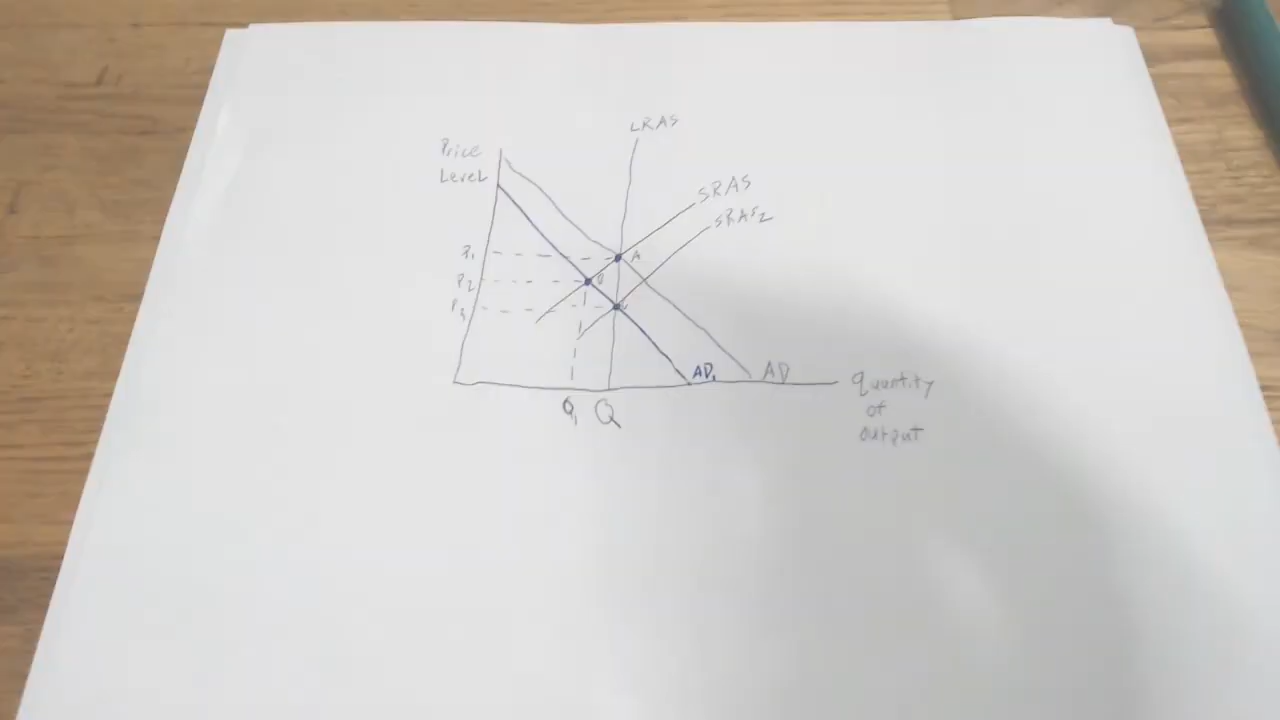 LRAS
Price
Level
SRAS
SRAS2
P1
A
P2
B
P3
AD1
AD
Quantity
of
output
Q1
Q